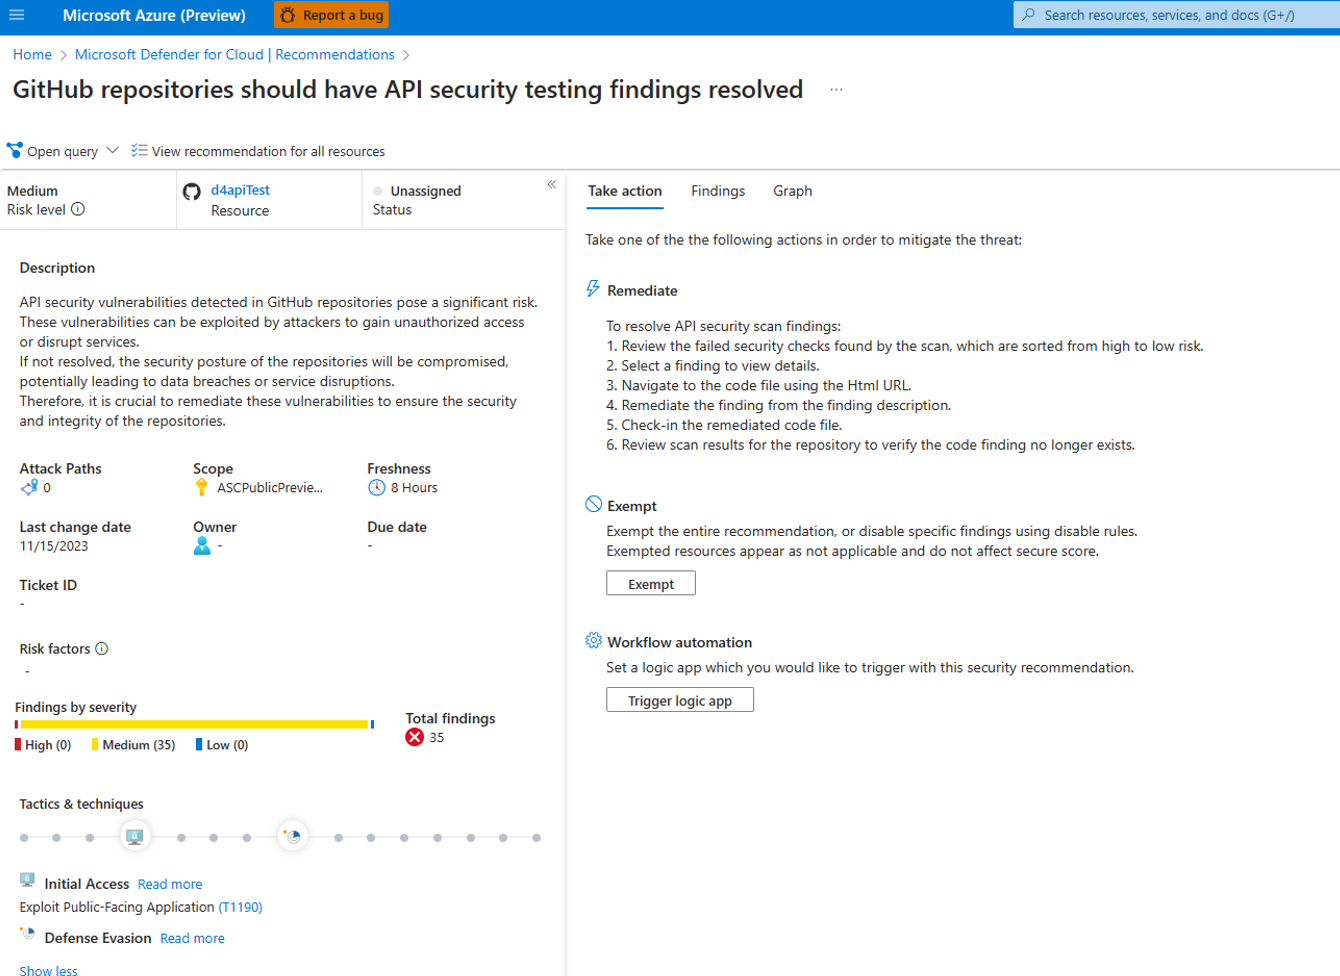 Microsoft Azure (Preview)
Report a bug
Search resources, services, and docs (G+/)
Home > Microsoft Defender for Cloud | Recommendations >
GitHub repositories should have API security testing findings resolved ...
Open query
View recommendation for all resources
Medium
Risk level
d4apiTest
Resource
Unassigned
Status
«
Description
API security vulnerabilities detected in GitHub repositories pose a significant risk.
These vulnerabilities can be exploited by attackers to gain unauthorized access
or disrupt services.
If not resolved, the security posture of the repositories will be compromised,
potentially leading to data breaches or service disruptions.
Therefore, it is crucial to remediate these vulnerabilities to ensure the security
and integrity of the repositories.
Attack Paths
0
Scope
ASCPublicPrevie...
Freshness
8 Hours
Last change date
11/15/2023
Owner
-
Due date
-
Ticket ID
-
Risk factors
-
Findings by severity
High (0)
Medium (35)
Low (0)
Total findings
35
Tactics & techniques
Initial Access Read more
Exploit Public-Facing Application (T1190)
Defense Evasion Read more
Show less
Take action
Findings
Graph
Take one of the the following actions in order to mitigate the threat:
Remediate
To resolve API security scan findings:
1. Review the failed security checks found by the scan, which are sorted from high to low risk.
2. Select a finding to view details.
3. Navigate to the code file using the Html URL.
4. Remediate the finding from the finding description.
5. Check-in the remediated code file.
6. Review scan results for the repository to verify the code finding no longer exists.
Exempt
Exempt the entire recommendation, or disable specific findings using disable rules.
Exempted resources appear as not applicable and do not affect secure score.
Exempt
Workflow automation
Set a logic app which you would like to trigger with this security recommendation.
Trigger logic app